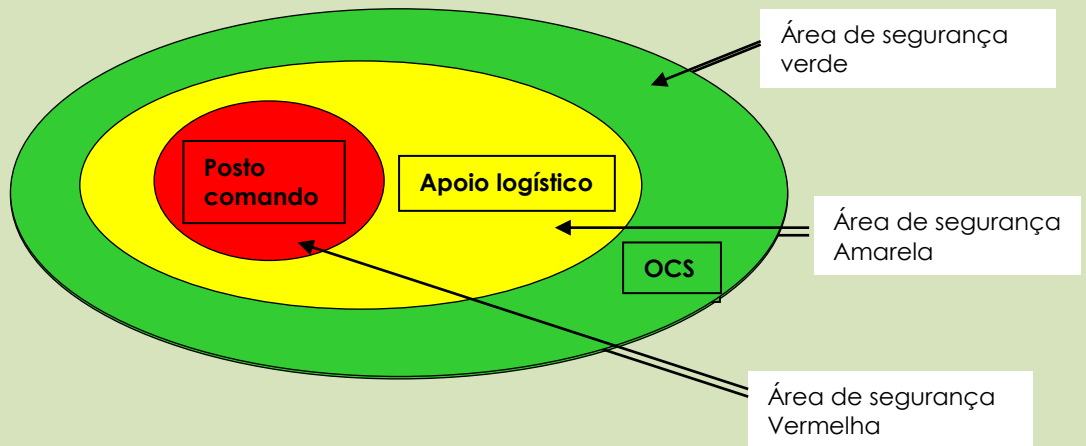 Área de segurança
verde
Posto
comando
Apoio logístico
Área de segurança
Amarela
OCS
Área de segurança
Vermelha